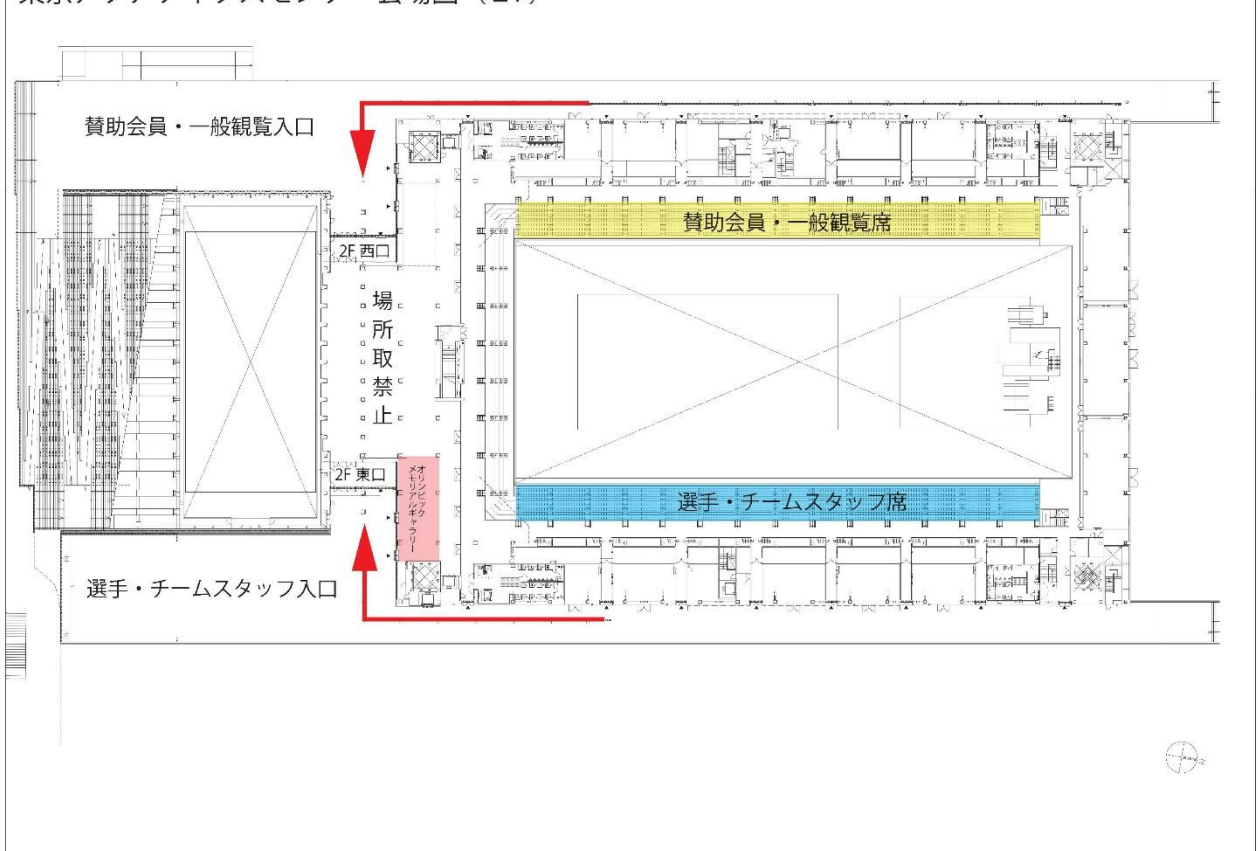 賛助会員・一般観覧入口
賛助会員・一般観覧席
2F 西口
場所取禁止
2F 東口
オリンピック
メモリアルギャラリー
選手・チームスタッフ席
選手・チームスタッフ入口